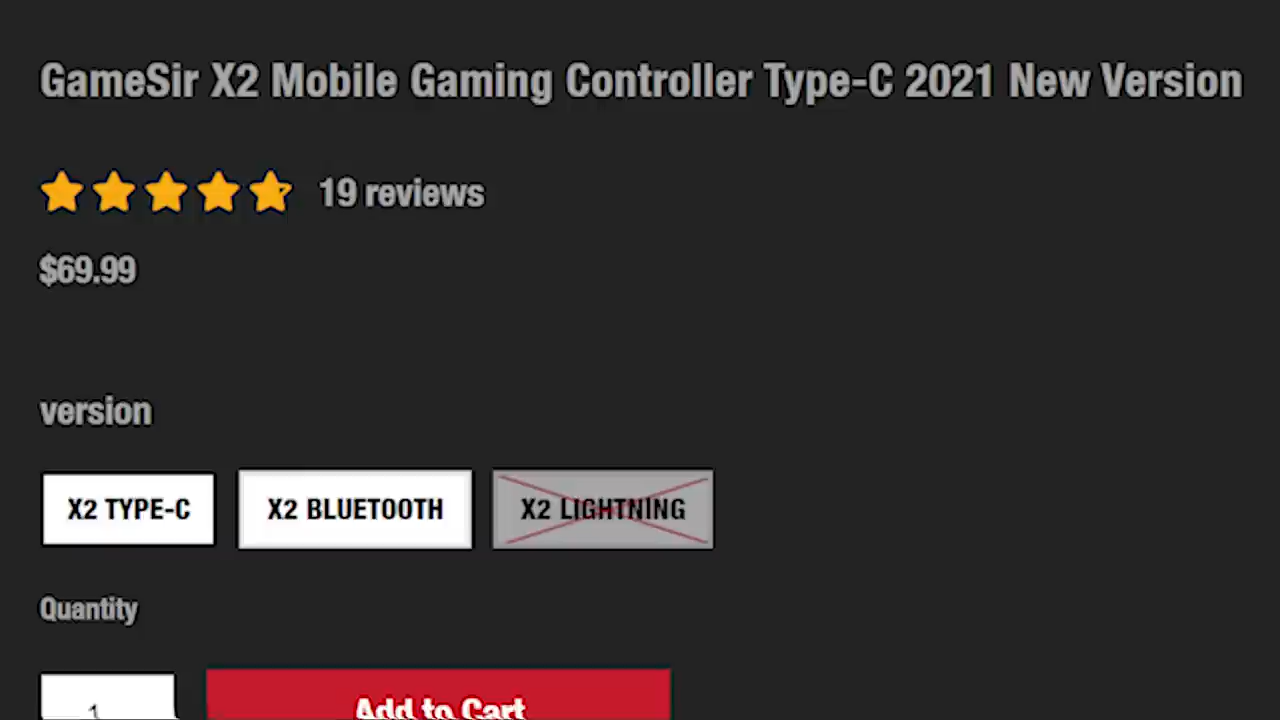 GameSir X2 Mobile Gaming Controller Type-C 2021 New Version
19 reviews
$69.99
version
X2 TYPE-C X2 BLUETOOTH X2 LIGHTNING
Quantity
1 Add to Cart